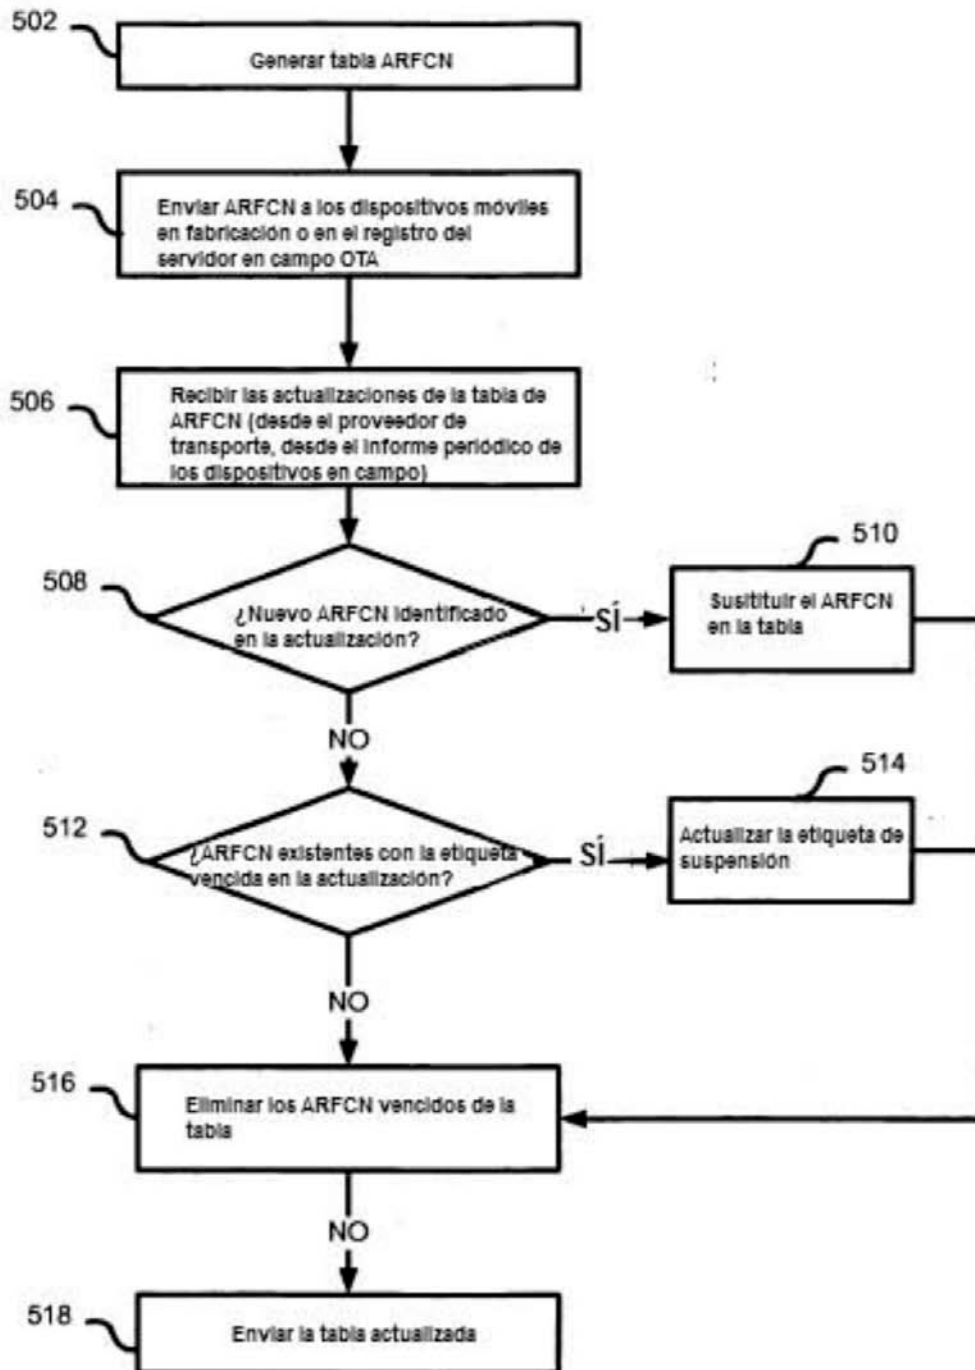 502
Generar tabla ARFCN
504
Enviar ARFCN a los dispositivos móviles
en fabricación o en el registro del
servidor en campo OTA
506
Recibir las actualizaciones de la tabla de
ARFCN (desde el proveedor de
transporte, desde el informe periódico de
los dispositivos en campo)
508
¿Nuevo ARFCN identificado
en la actualización?
SÍ
510
Susitituir el ARFCN
en la tabla
NO
512
¿ARFCN existentes con la etiqueta
vencida en la actualización?
SÍ
514
Actualizar la etiqueta de
suspensión
NO
516
Eliminar los ARFCN vencidos de la
tabla
NO
518
Enviar la tabla actualizada